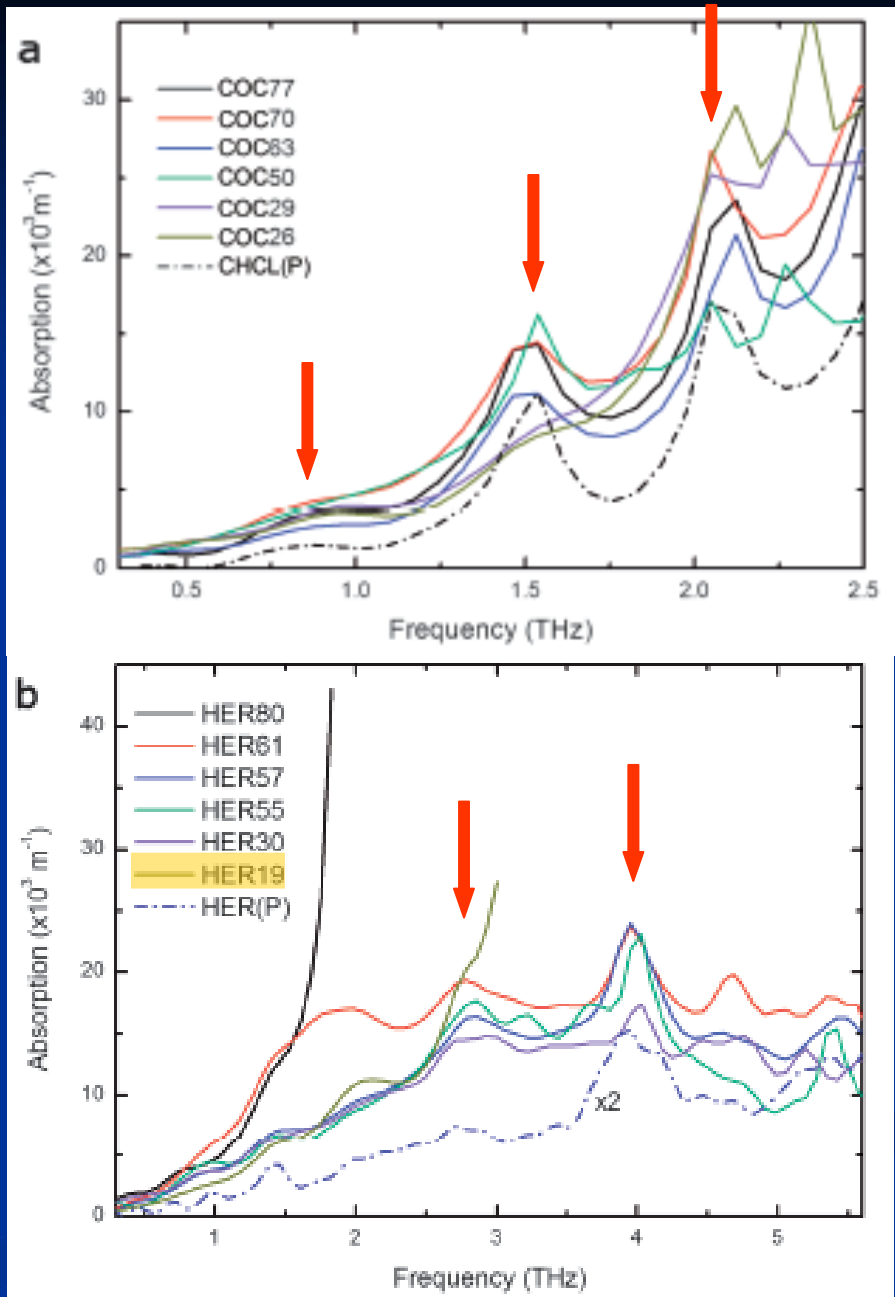 a
COC77
COC70
COC63
COC50
COC29
COC26
CHCL(P)
30
20
10
0
Absorption (x10³m⁻¹)
0.5
1.0
1.5
2.0
2.5
Frequency (THz)
b
HER80
HER61
HER57
HER55
HER30
HER19
HER(P)
40
30
20
10
0
Absorption (x10³ m⁻¹)
x2
1
2
3
4
5
Frequency (THz)